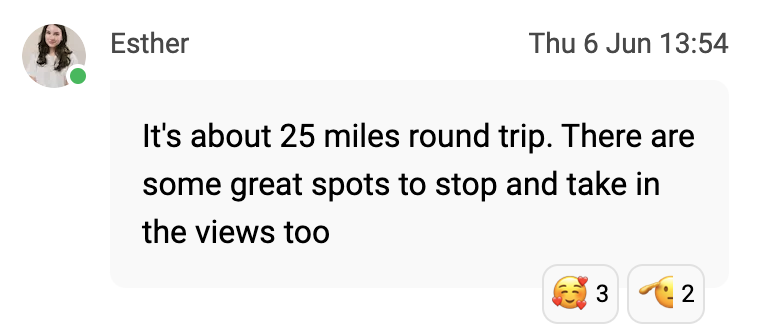 Esther
Thu 6 Jun 13:54
It's about 25 miles round trip. There are
some great spots to stop and take in
the views too
🥰 3
🫡 2